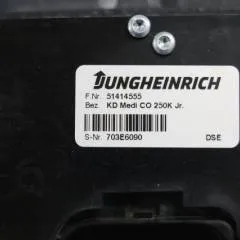 JUNGHEINRICH
F.Nr. 51414555
Bez. KD Medi CO 250K Jr.
S-Nr. 703E6090 DSE